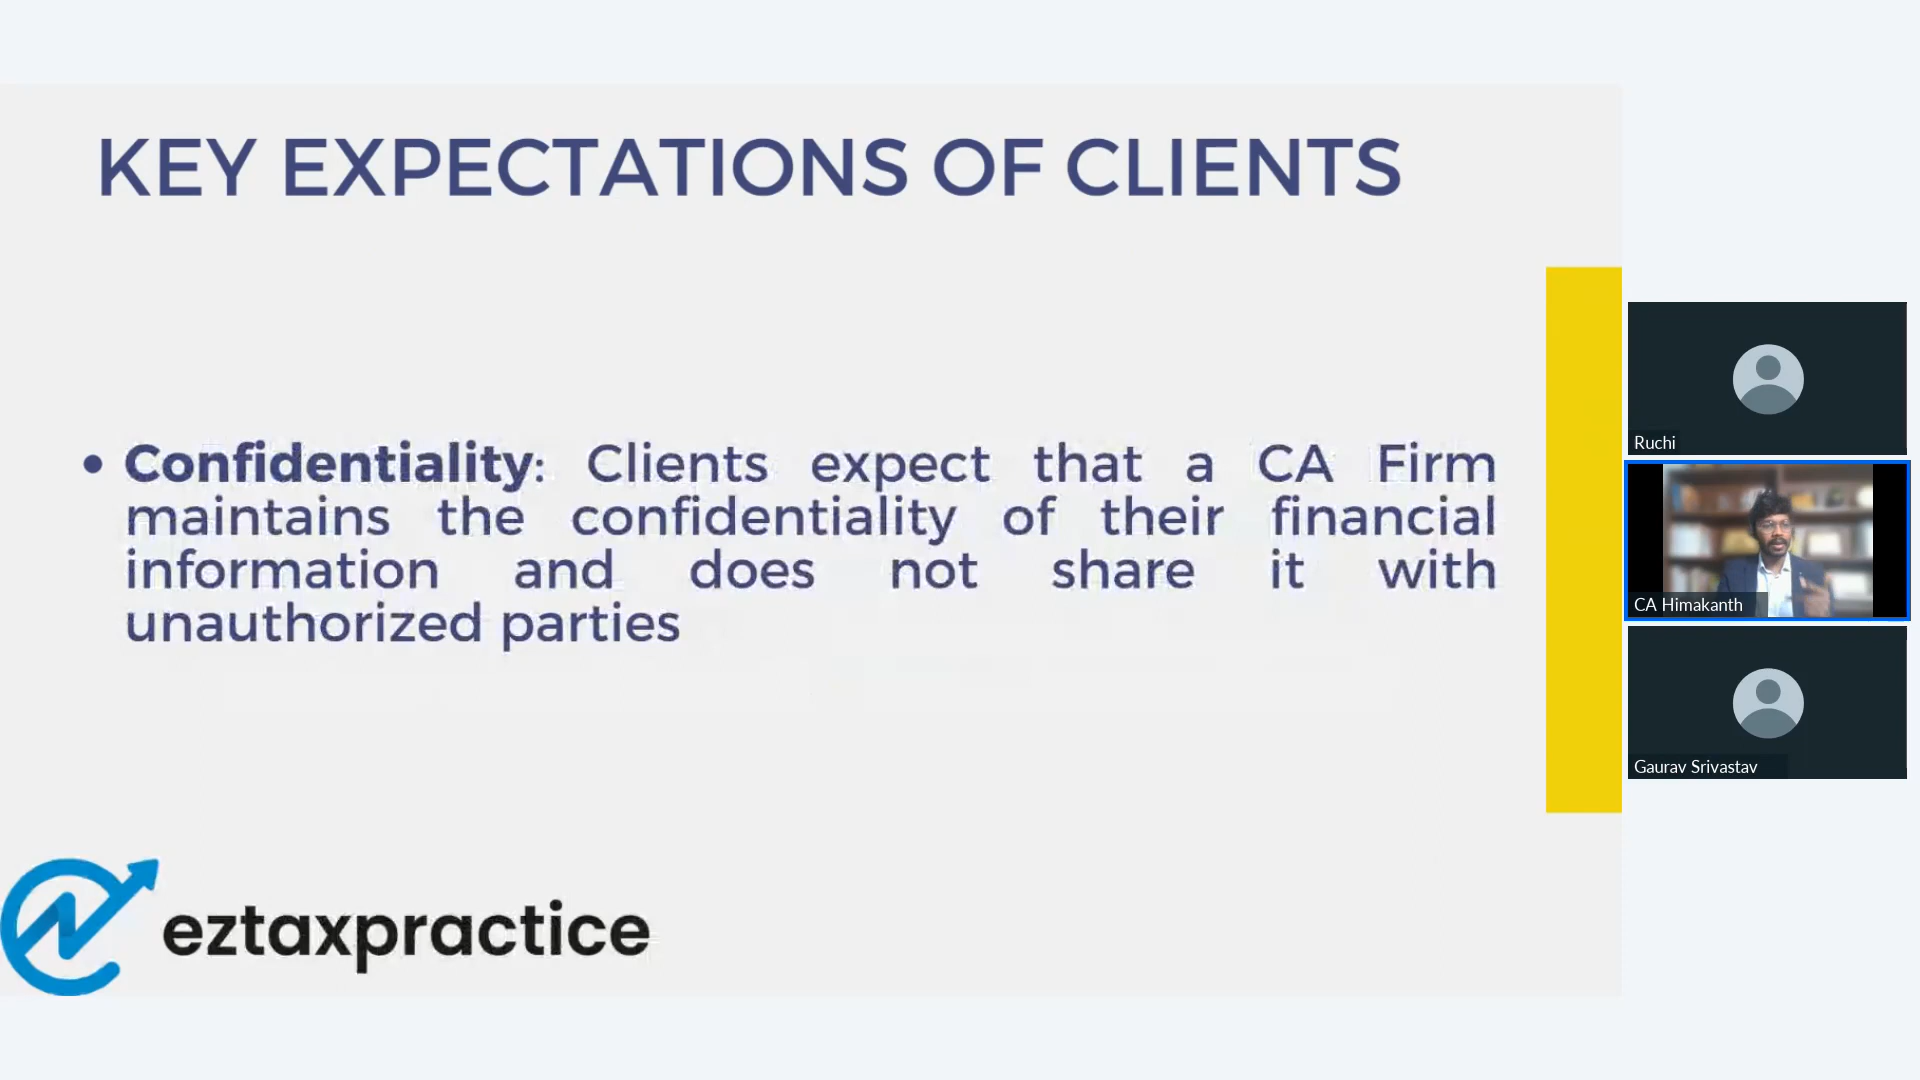 KEY EXPECTATIONS OF CLIENTS
• Confidentiality: Clients expect that a CA Firm
maintains the confidentiality of their financial
information and does not share it with
unauthorized parties
eztaxpractice
Ruchi
CA Himakanth
Gaurav Srivastav